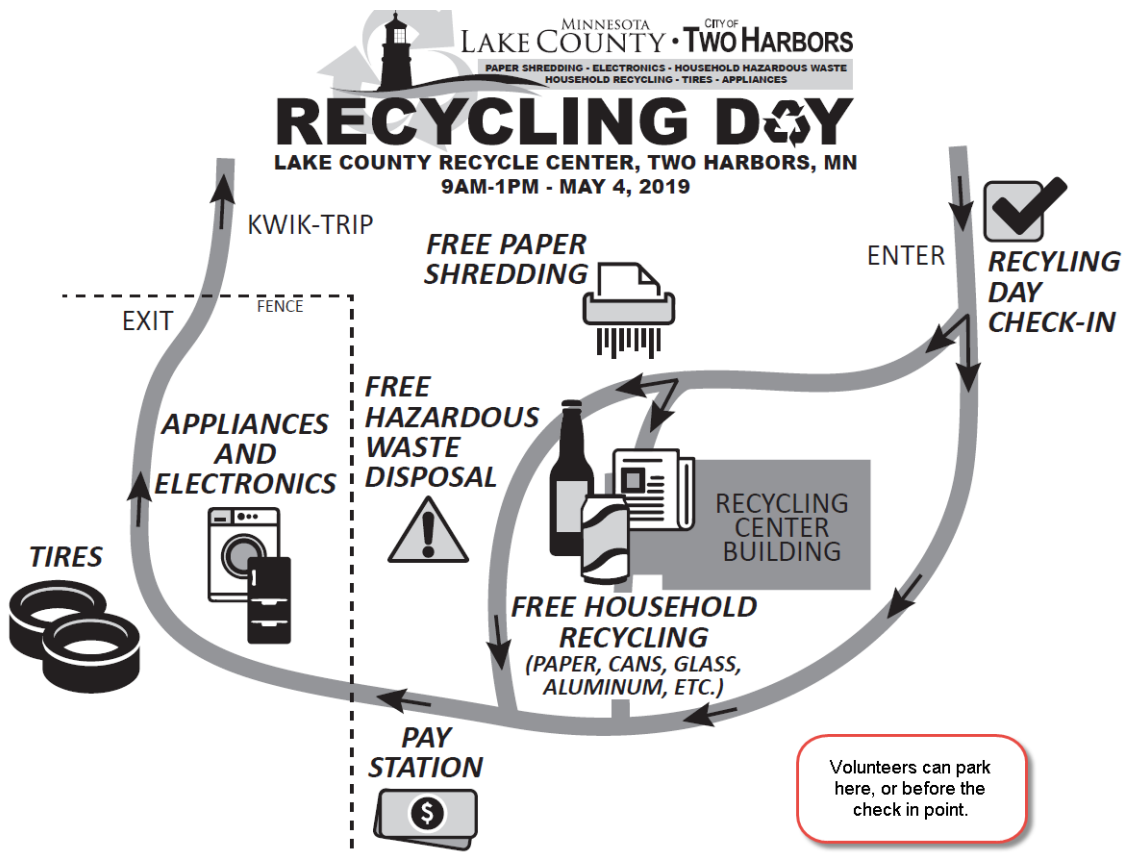 MINNESOTA
LAKE COUNTY • CITY OF TWO HARBORS
PAPER SHREDDING - ELECTRONICS - HOUSEHOLD HAZARDOUS WASTE
HOUSEHOLD RECYCLING - TIRES - APPLIANCES
RECYCLING DAY
LAKE COUNTY RECYCLE CENTER, TWO HARBORS, MN
9AM-1PM - MAY 4, 2019
KWIK-TRIP
FREE PAPER
SHREDDING
ENTER
RECYLING
DAY
CHECK-IN
EXIT
FENCE
FREE
HAZARDOUS
WASTE
DISPOSAL
APPLIANCES
AND
ELECTRONICS
RECYCLING
CENTER
BUILDING
TIRES
FREE HOUSEHOLD
RECYCLING
(PAPER, CANS, GLASS,
ALUMINUM, ETC.)
PAY
STATION
$
Volunteers can park
here, or before the
check in point.